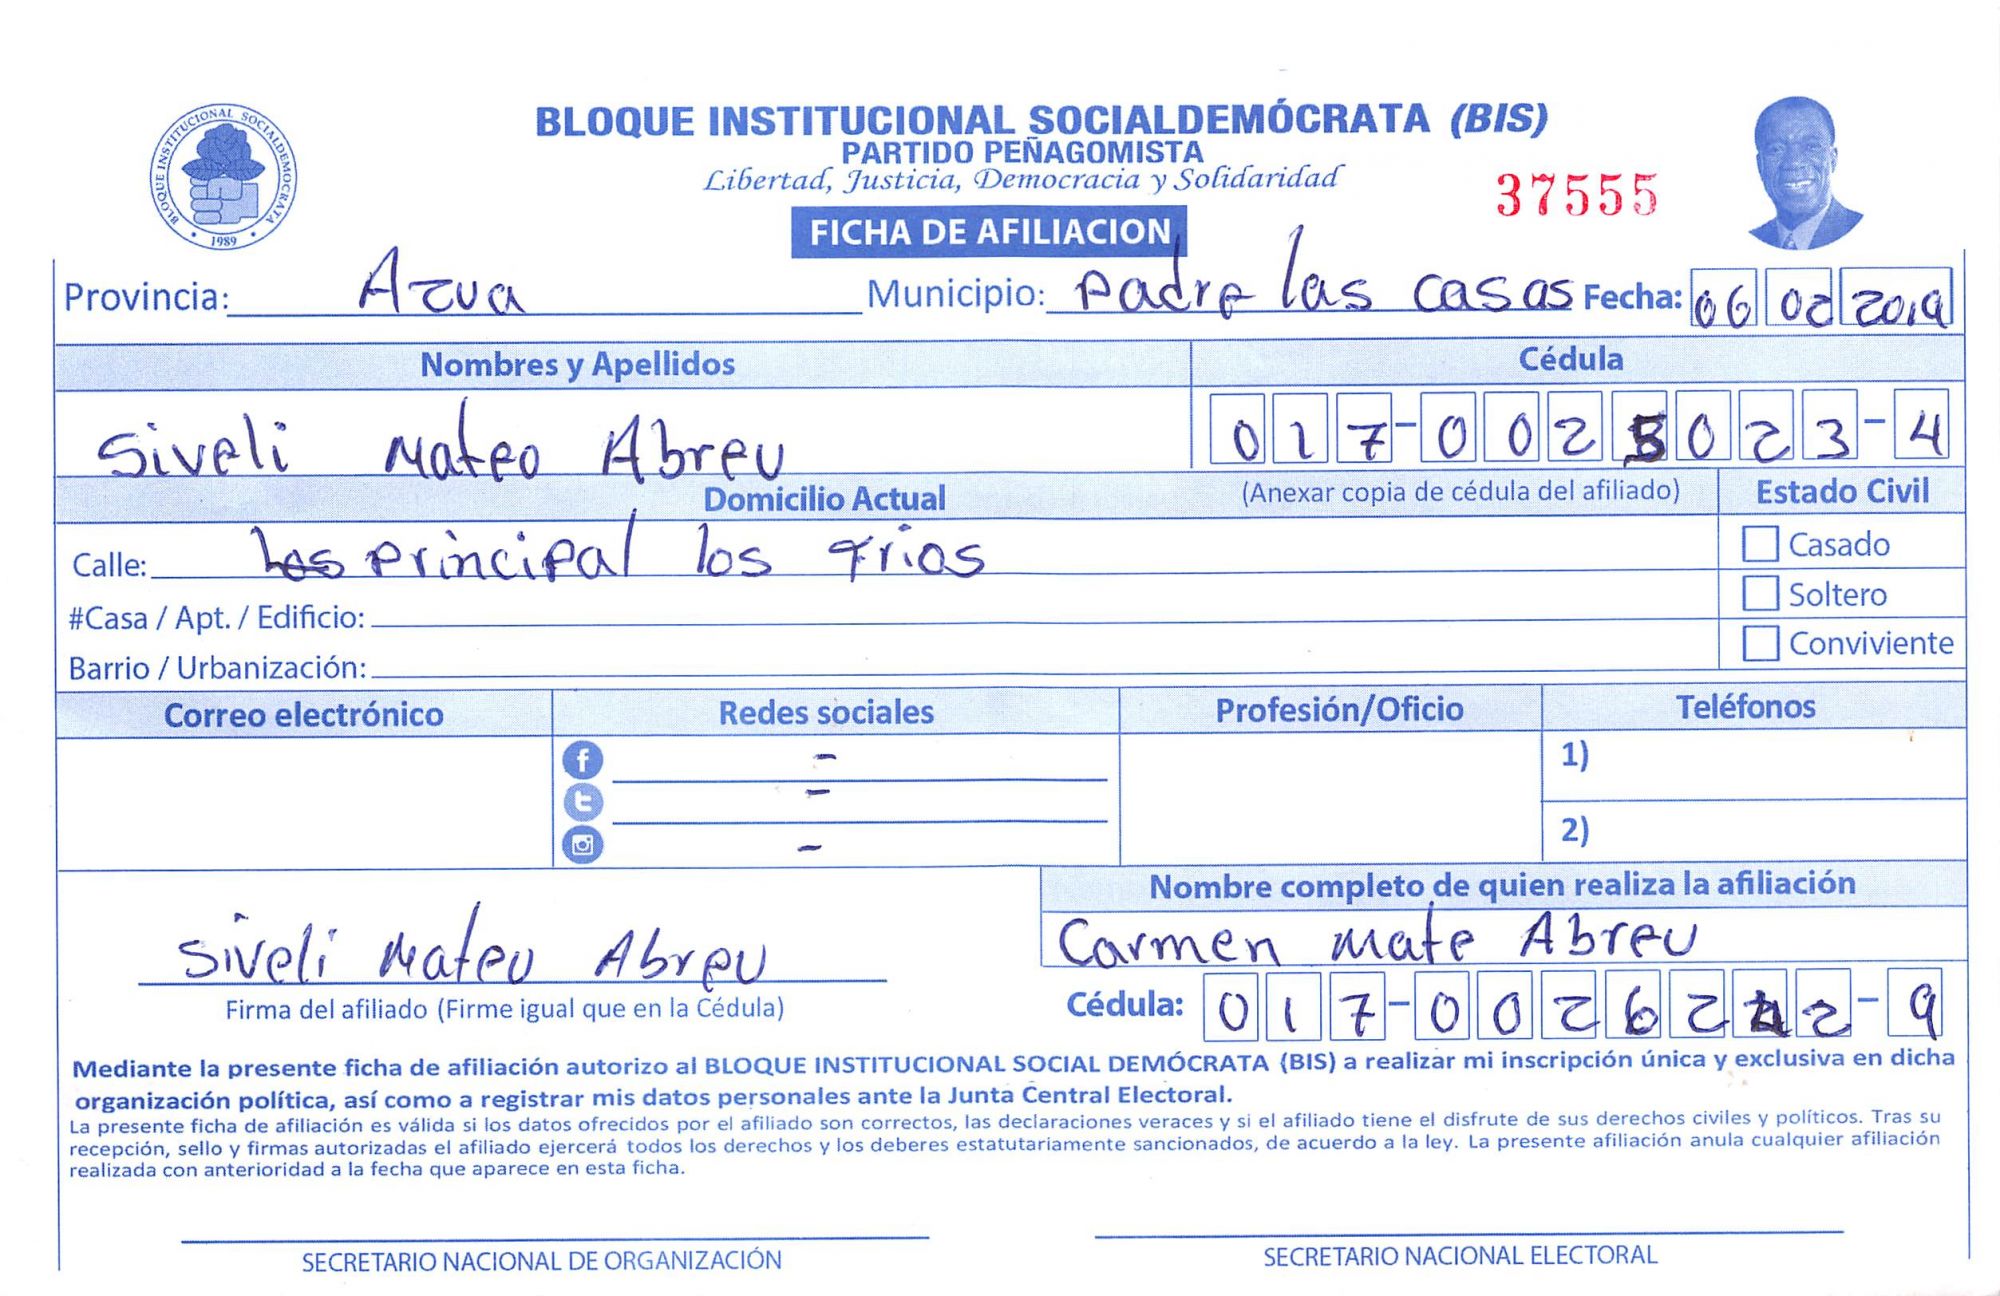 BLOQUE INSTITUCIONAL SOCIALDEMÓCRATA (BIS)
PARTIDO PEÑAGOMISTA
Libertad, Justicia, Democracia y Solidaridad
37555
BLOQUE INSTITUCIONAL SOCIALDEMOCRATA
1989
FICHA DE AFILIACION
Provincia: Azua Municipio: Padre las casas Fecha: 06 02 2019
Nombres y Apellidos Cédula
Siveli Mateo Abreu 017-0025023-4
Domicilio Actual (Anexar copia de cédula del afiliado) Estado Civil
Calle: Principal los Frios Casado
#Casa / Apt. / Edificio: Soltero
Barrio / Urbanización: Conviviente
Correo electrónico Redes sociales Profesión/Oficio Teléfonos
f - 1)
-
- 2)
Nombre completo de quien realiza la afiliación
Carmen Mate Abreu
Siveli Mateo Abreu
Firma del afiliado (Firme igual que en la Cédula) Cédula: 017-0026222-9
Mediante la presente ficha de afiliación autorizo al BLOQUE INSTITUCIONAL SOCIAL DEMÓCRATA (BIS) a realizar mi inscripción única y exclusiva en dicha
organización política, así como a registrar mis datos personales ante la Junta Central Electoral.
La presente ficha de afiliación es válida si los datos ofrecidos por el afiliado son correctos, las declaraciones veraces y si el afiliado tiene el disfrute de sus derechos civiles y políticos. Tras su
recepción, sello y firmas autorizadas el afiliado ejercerá todos los derechos y los deberes estatutariamente sancionados, de acuerdo a la ley. La presente afiliación anula cualquier afiliación
realizada con anterioridad a la fecha que aparece en esta ficha.
SECRETARIO NACIONAL DE ORGANIZACIÓN SECRETARIO NACIONAL ELECTORAL